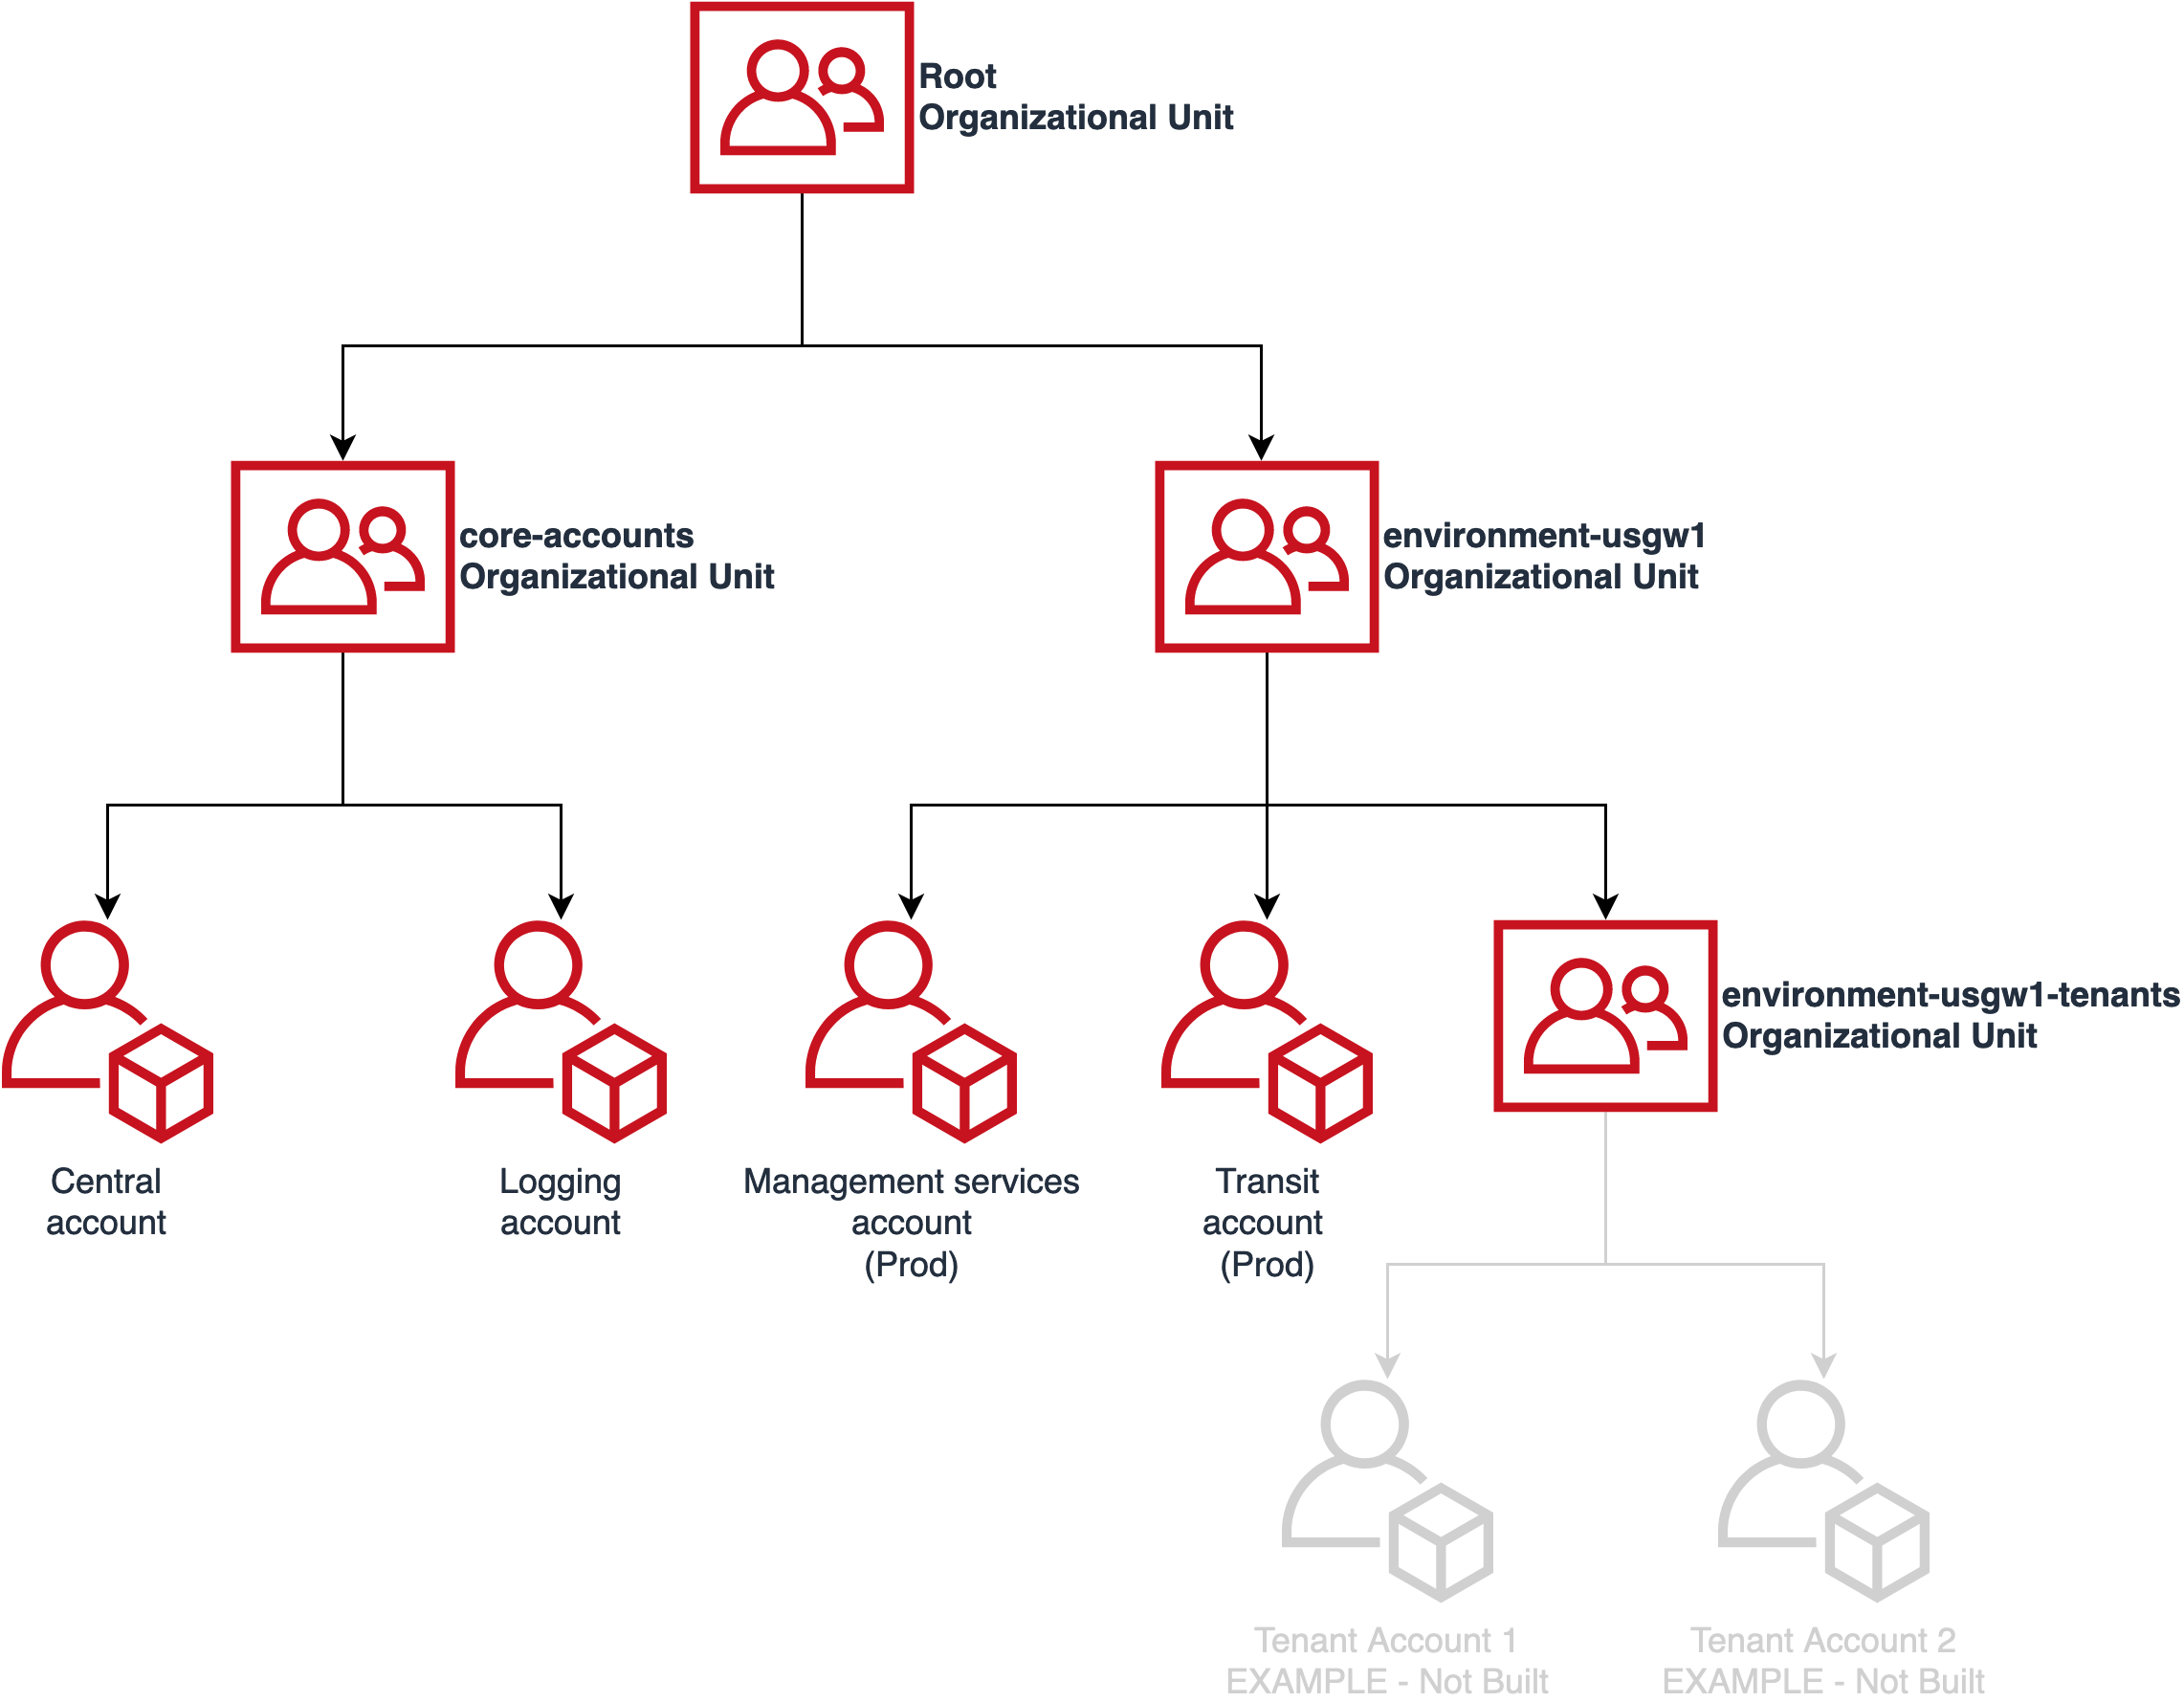 Root
Organizational Unit
core-accounts
Organizational Unit
environment-usgw1
Organizational Unit
environment-usgw1-tenants
Organizational Unit
Central
account
Logging
account
Management services
account
(Prod)
Transit
account
(Prod)
Tenant Account 1
EXAMPLE - Not Built
Tenant Account 2
EXAMPLE - Not Built